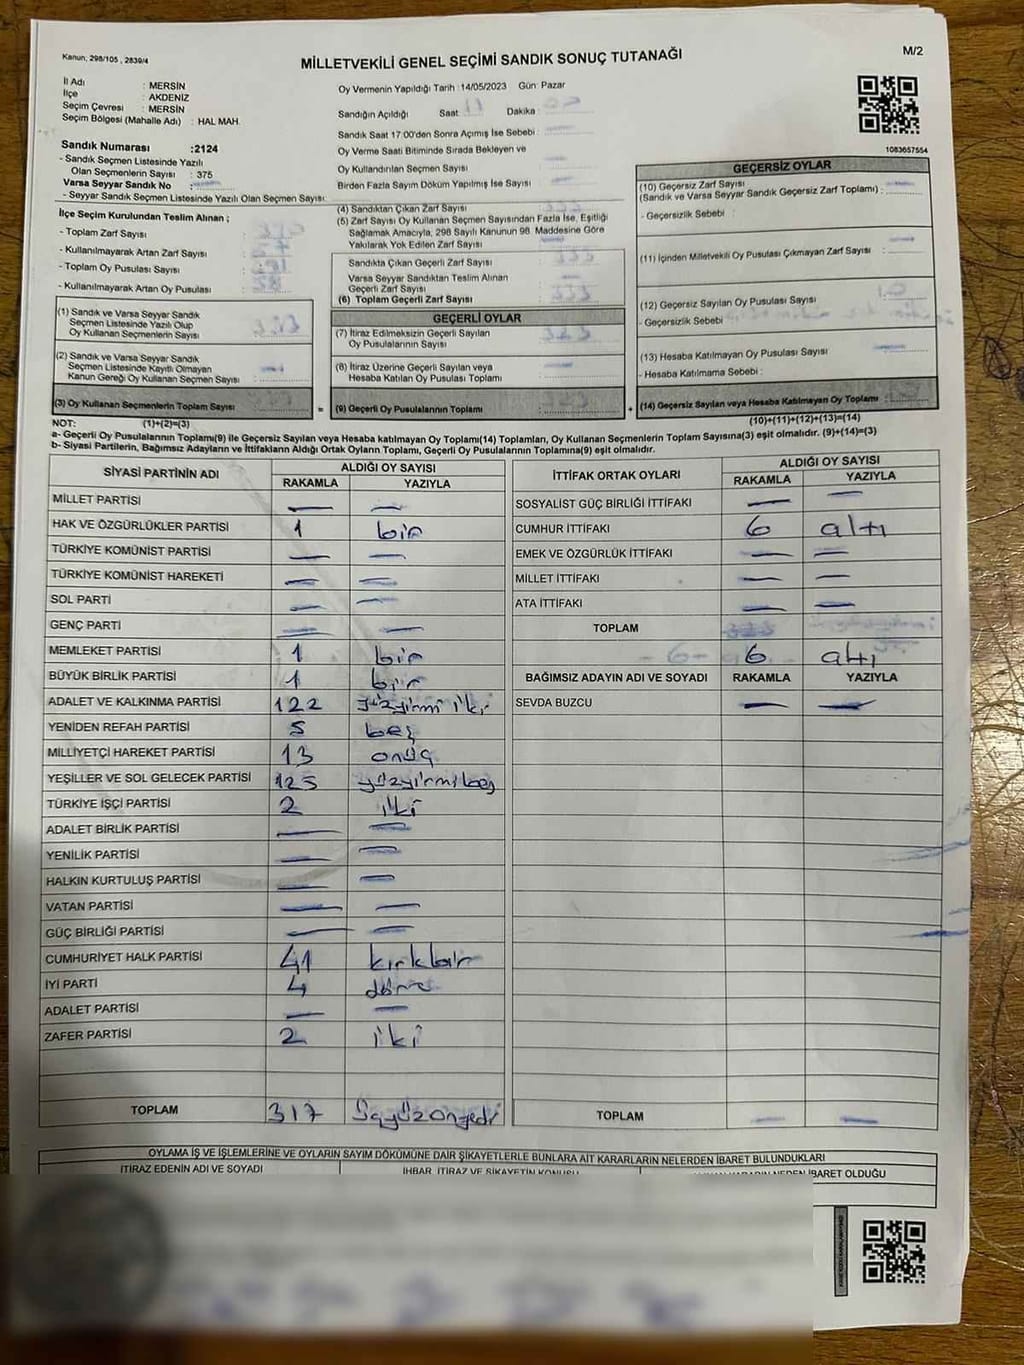 Kanun, 298/105 , 2839/4
MİLLETVEKİLİ GENEL SEÇİMİ SANDIK SONUÇ TUTANAĞI
M/2
İl Adı : MERSİN
İlçe : AKDENİZ
Seçim Çevresi : MERSİN
Seçim Bölgesi (Mahalle Adı) : HAL MAH.
Sandık Numarası :2124
- Sandık Seçmen Listesinde Yazılı
Olan Seçmenlerin Sayısı : 375
Varsa Seyyar Sandık No :
- Seyyar Sandık Seçmen Listesinde Yazılı Olan Seçmen Sayısı:
Oy Vermenin Yapıldığı Tarih :14/05/2023 Gün: Pazar
Sandığın Açıldığı Saat: Dakika :
Sandık Saat 17:00'den Sonra Açılmış İse Sebebi :
Oy Verme Saati Bitiminde Sırada Bekleyen ve
Oy Kullandırılan Seçmen Sayısı :
Birden Fazla Sayım Döküm Yapılmış İse Sayısı :
1083657554
İlçe Seçim Kurulundan Teslim Alınan ;
- Toplam Zarf Sayısı :
- Kullanılmayarak Artan Zarf Sayısı :
- Toplam Oy Pusulası Sayısı :
- Kullanılmayarak Artan Oy Pusulası :
(1) Sandık ve Varsa Seyyar Sandık
Seçmen Listesinde Yazılı Olup
Oy Kullanan Seçmenlerin Sayısı :
(2) Sandık ve Varsa Seyyar Sandık
Seçmen Listesinde Kayıtlı Olmayan
Kanun Gereği Oy Kullanan Seçmen Sayısı :
(3) Oy Kullanan Seçmenlerin Toplam Sayısı :
(1)+(2)=(3)
(4) Sandıktan Çıkan Zarf Sayısı :
(5) Zarf Sayısı Oy Kullanan Seçmen Sayısından Fazla İse, Eşitliği
Sağlamak Amacıyla, 298 Sayılı Kanunun 98. Maddesine Göre
Yakılarak Yok Edilen Zarf Sayısı :
Sandıkta Çıkan Geçerli Zarf Sayısı :
Varsa Seyyar Sandıktan Teslim Alınan
Geçerli Zarf Sayısı :
(6) Toplam Geçerli Zarf Sayısı :
GEÇERLİ OYLAR
(7) İtiraz Edilmeksizin Geçerli Sayılan
Oy Pusulalarının Sayısı :
(8) İtiraz Üzerine Geçerli Sayılan veya
Hesaba Katılan Oy Pusulası Toplamı :
= (9) Geçerli Oy Pusulalarının Toplamı :
GEÇERSİZ OYLAR
(10) Geçersiz Zarf Sayısı
(Sandık ve Varsa Seyyar Sandık Geçersiz Zarf Toplamı) :
- Geçersizlik Sebebi :
(11) İçinden Milletvekili Oy Pusulası Çıkmayan Zarf Sayısı :
(12) Geçersiz Sayılan Oy Pusulası Sayısı :
- Geçersizlik Sebebi :
(13) Hesaba Katılmayan Oy Pusulası Sayısı :
- Hesaba Katılmama Sebebi :
+ (14) Geçersiz Sayılan veya Hesaba Katılmayan Oy Toplamı :
(10)+(11)+(12)+(13)=(14)
NOT:
a- Geçerli Oy Pusulalarının Toplamı(9) ile Geçersiz Sayılan veya Hesaba katılmayan Oy Toplamı(14) Toplamları, Oy Kullanan Seçmenlerin Toplam Sayısına(3) eşit olmalıdır. (9)+(14)=(3)
b- Siyasi Partilerin, Bağımsız Adayların ve İttifakların Aldığı Ortak Oyların Toplamı, Geçerli Oy Pusulalarının Toplamına(9) eşit olmalıdır.
SİYASİ PARTİNİN ADI ALDIĞI OY SAYISI
RAKAMLA YAZIYLA
MİLLET PARTİSİ — —
HAK VE ÖZGÜRLÜKLER PARTİSİ 1 bir
TÜRKİYE KOMÜNİST PARTİSİ — —
TÜRKİYE KOMÜNİST HAREKETİ — —
SOL PARTİ — —
GENÇ PARTİ — —
MEMLEKET PARTİSİ 1 bir
BÜYÜK BİRLİK PARTİSİ 1 bir
ADALET VE KALKINMA PARTİSİ 122 yüzyirmi iki
YENİDEN REFAH PARTİSİ 5 beş
MİLLİYETÇİ HAREKET PARTİSİ 13 onüç
YEŞİLLER VE SOL GELECEK PARTİSİ 125 yüzyirmibeş
TÜRKİYE İŞÇİ PARTİSİ 2 iki
ADALET BİRLİK PARTİSİ — —
YENİLİK PARTİSİ — —
HALKIN KURTULUŞ PARTİSİ — —
VATAN PARTİSİ — —
GÜÇ BİRLİĞİ PARTİSİ — —
CUMHURİYET HALK PARTİSİ 41 kırkbir
İYİ PARTİ 4 dört
ADALET PARTİSİ — —
ZAFER PARTİSİ 2 iki
TOPLAM 317 üçyüzonyedi
İTTİFAK ORTAK OYLARI ALDIĞI OY SAYISI
RAKAMLA YAZIYLA
SOSYALİST GÜÇ BİRLİĞİ İTTİFAKI — —
CUMHUR İTTİFAKI 6 altı
EMEK VE ÖZGÜRLÜK İTTİFAKI — —
MİLLET İTTİFAKI — —
ATA İTTİFAKI — —
TOPLAM
6 altı
BAĞIMSIZ ADAYIN ADI VE SOYADI RAKAMLA YAZIYLA
SEVDA BUZCU — —
TOPLAM — —
OYLAMA İŞ VE İŞLEMLERİNE VE OYLARIN SAYIM DÖKÜMÜNE DAİR ŞİKAYETLERLE BUNLARA AİT KARARLARIN NELERDEN İBARET BULUNDUKLARI
İTİRAZ EDENİN ADI VE SOYADI İHBAR, İTİRAZ VE ŞİKAYETİN KONUSU NEDEN İBARET OLDUĞU